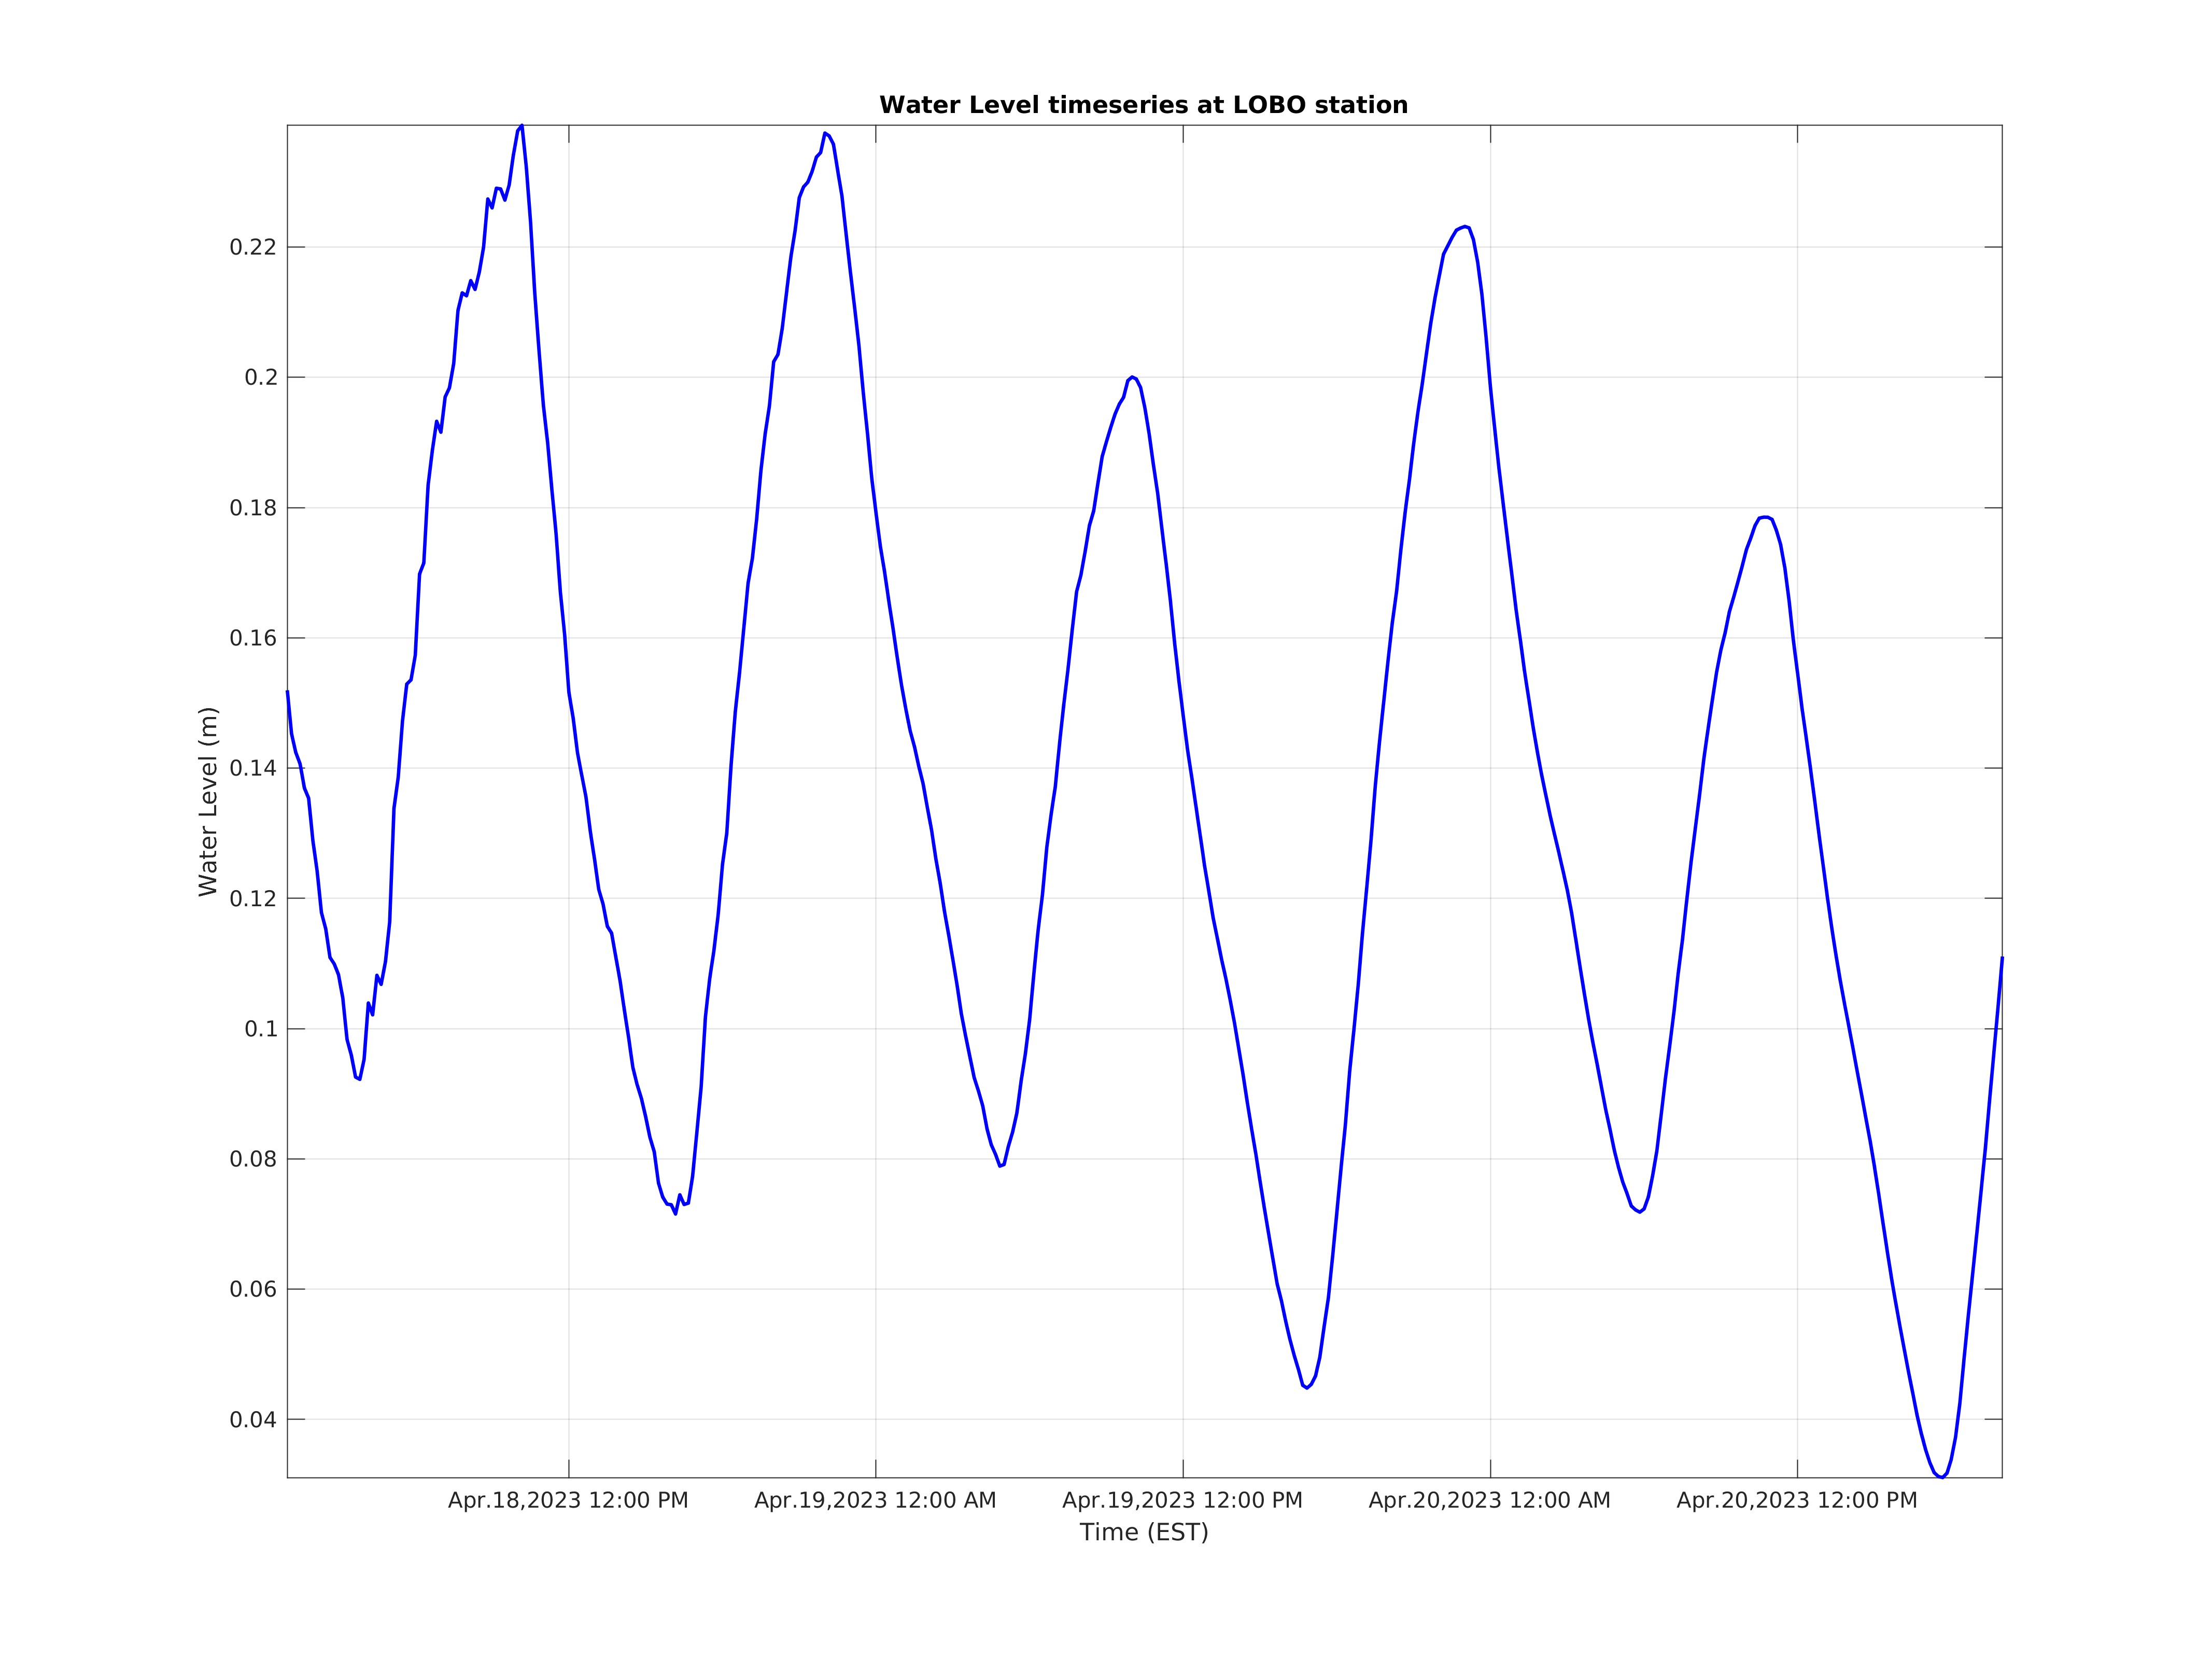 Water Level timeseries at LOBO station
0.22
0.2
0.18
0.16
0.14
0.12
0.1
0.08
0.06
0.04
Water Level (m)
Apr.18,2023 12:00 PM
Apr.19,2023 12:00 AM
Apr.19,2023 12:00 PM
Apr.20,2023 12:00 AM
Apr.20,2023 12:00 PM
Time (EST)